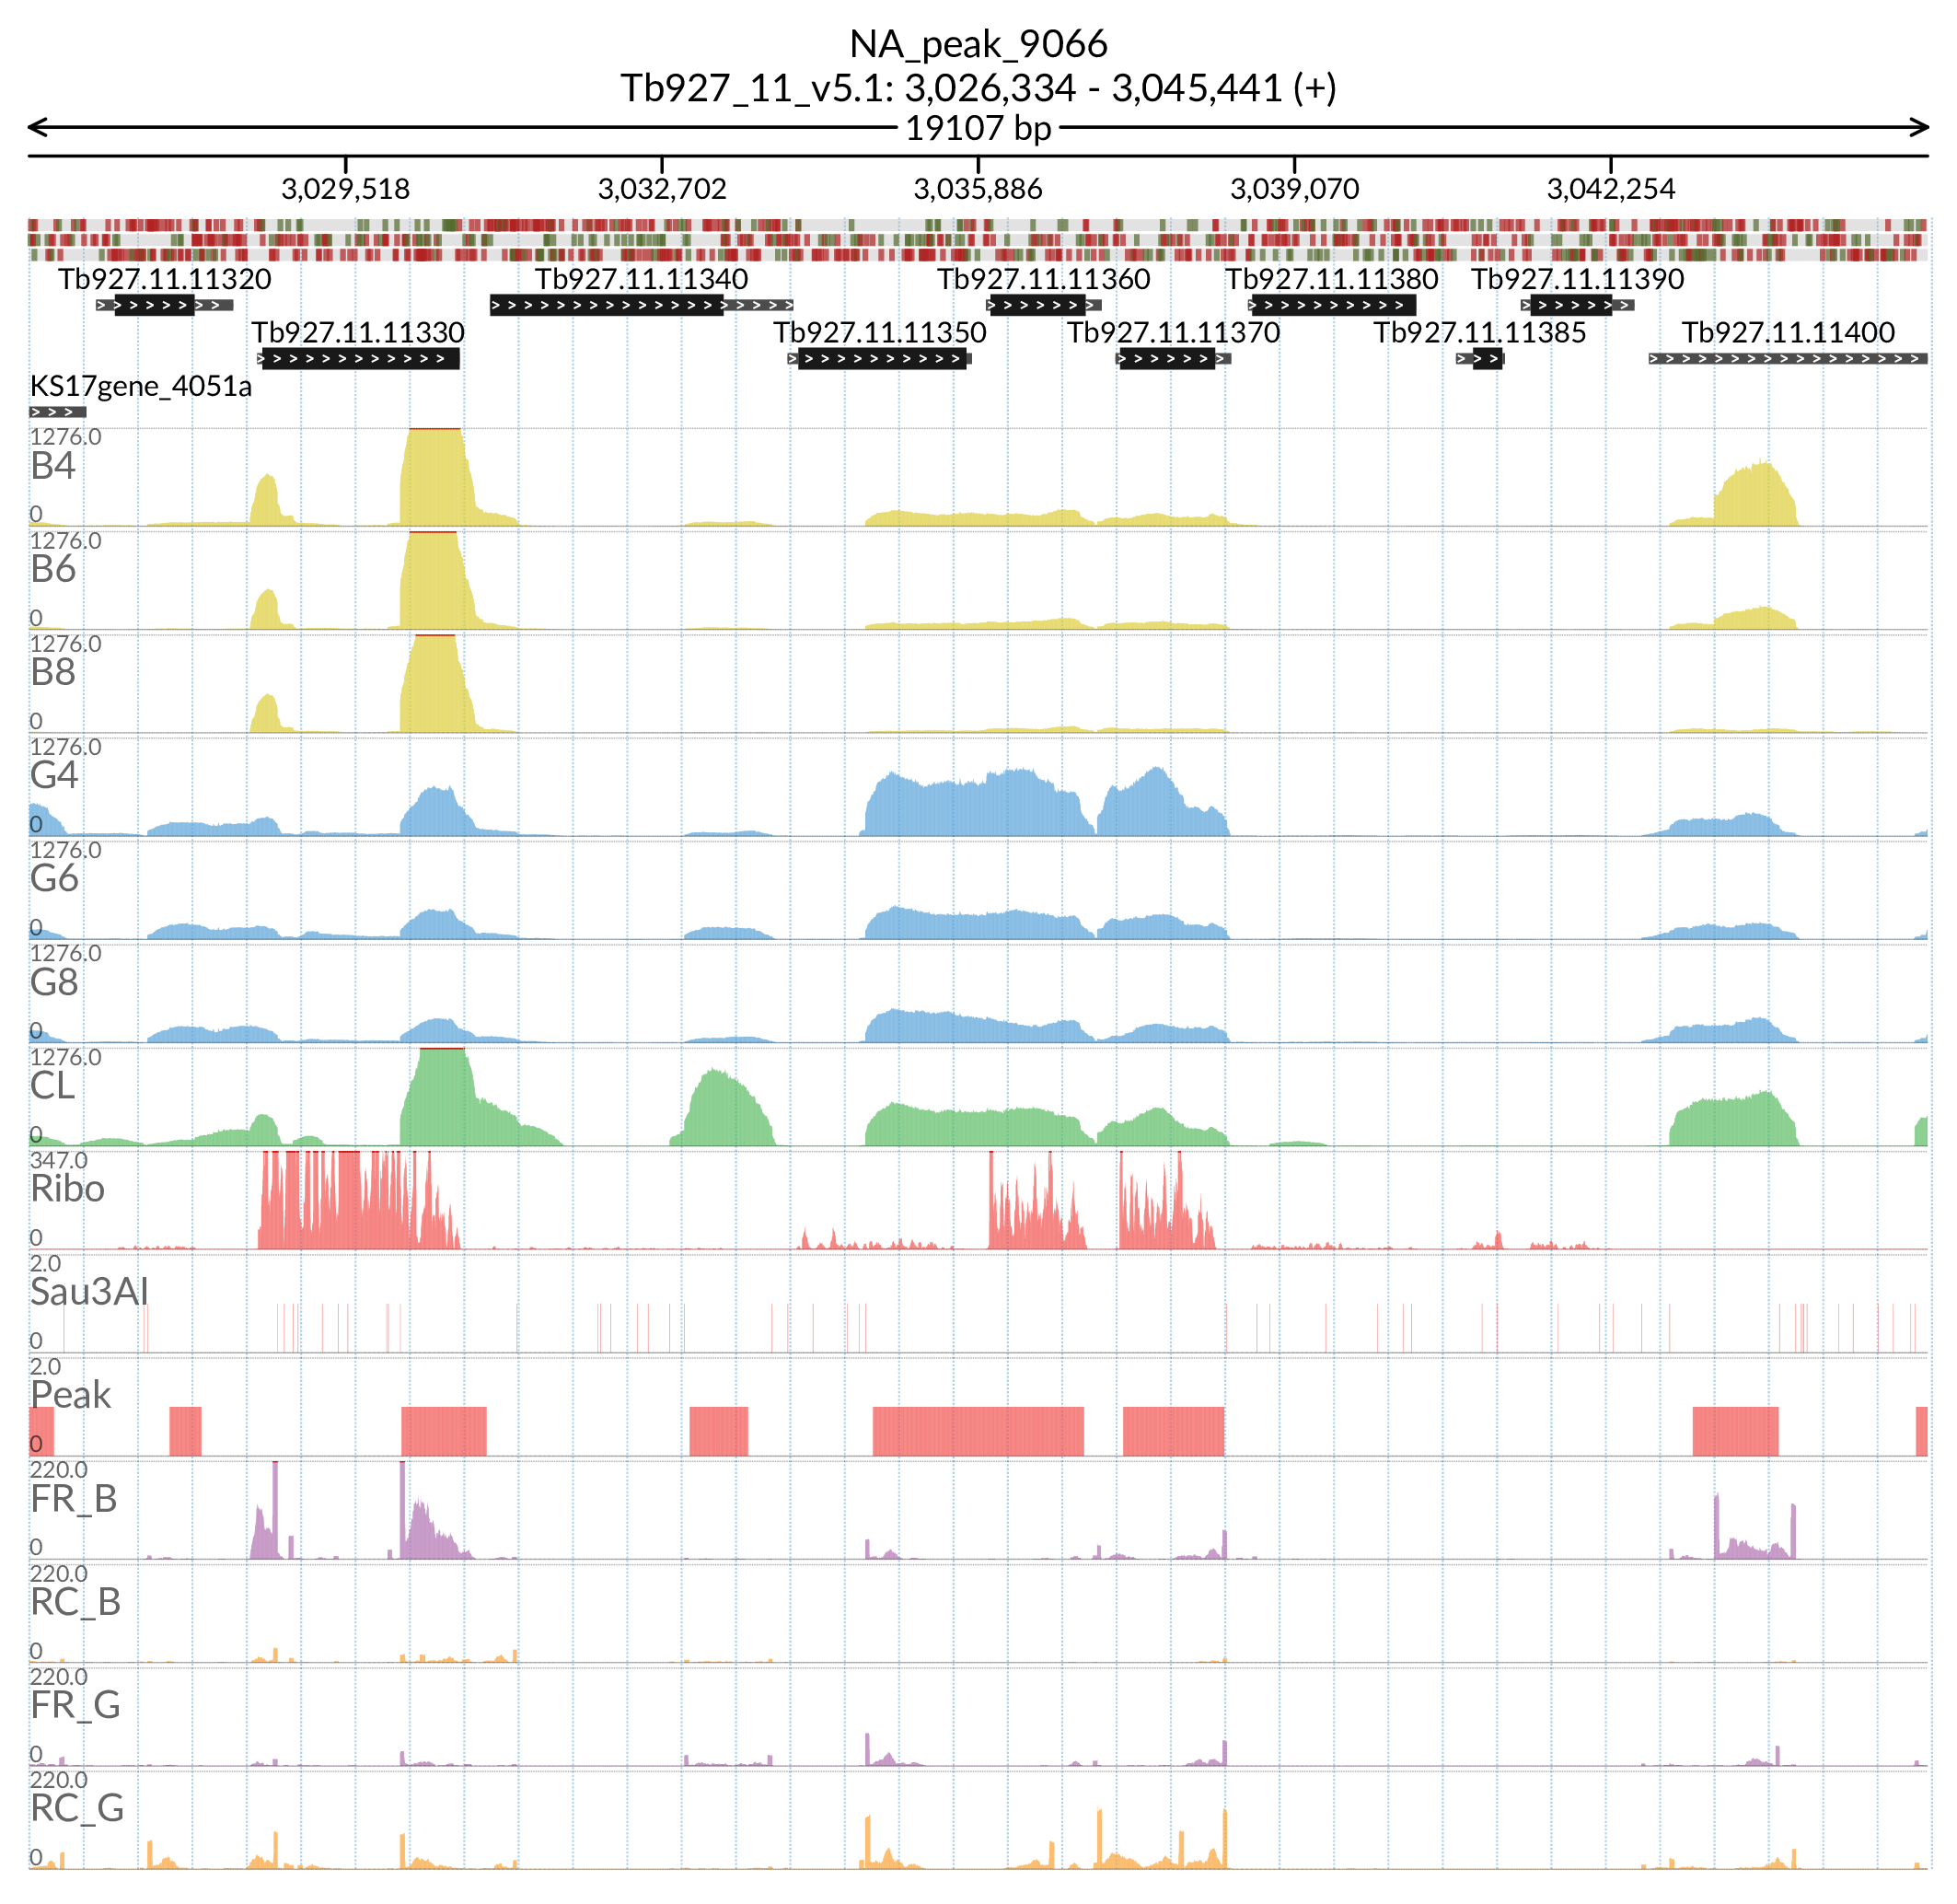 NA_peak_9066
Tb927_11_v5.1: 3,026,334 - 3,045,441 (+)
19107 bp
3,029,518 3,032,702 3,035,886 3,039,070 3,042,254
Tb927.11.11320 Tb927.11.11340 Tb927.11.11360 Tb927.11.11380 Tb927.11.11390
Tb927.11.11330 Tb927.11.11350 Tb927.11.11370 Tb927.11.11385 Tb927.11.11400
KS17gene_4051a
1276.0
B4
0
1276.0
B6
0
1276.0
B8
0
1276.0
G4
0
1276.0
G6
0
1276.0
G8
0
1276.0
CL
0
347.0
Ribo
0
2.0
Sau3AI
0
2.0
Peak
0
220.0
FR_B
0
220.0
RC_B
0
220.0
FR_G
0
220.0
RC_G
0